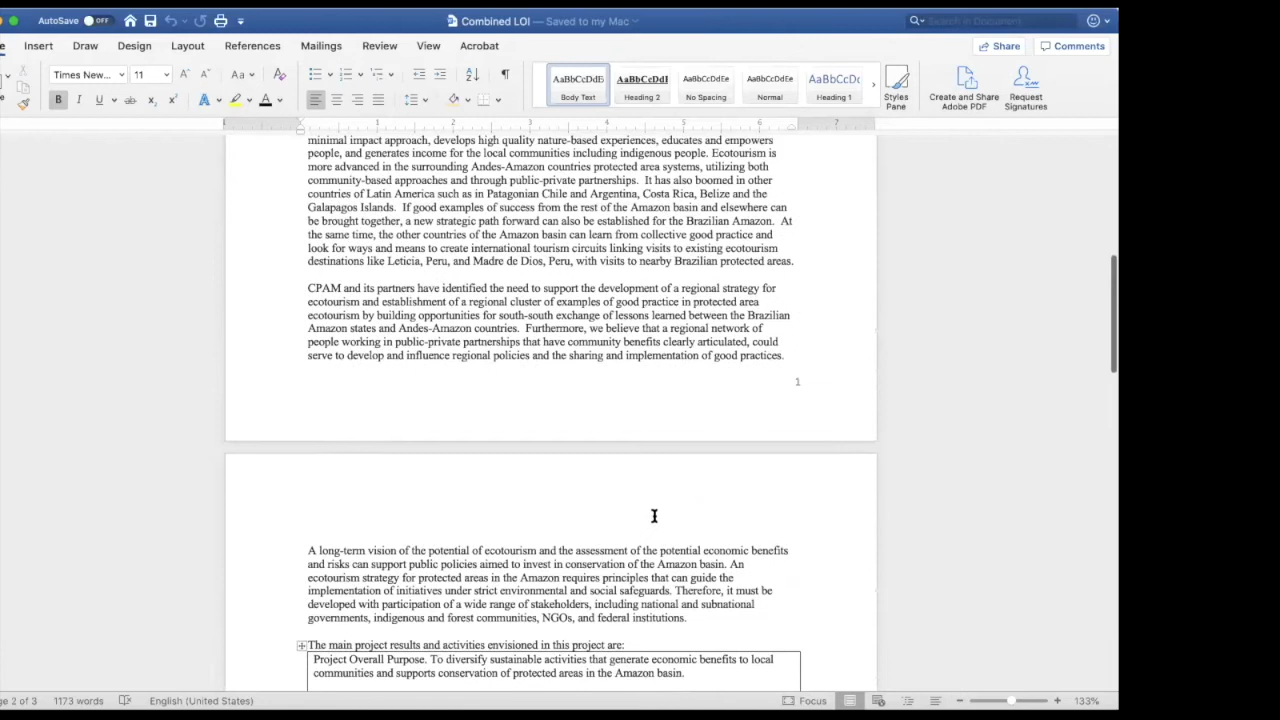 AutoSave OFF
Combined LOI — Saved to my Mac
Search in Document
Insert Draw Design Layout References Mailings Review View Acrobat
Share Comments
Times New... 11
Aa
AaBbCcDdE AaBbCcDdI AaBbCcDdEe AaBbCcDdEe AaBbCcDc
Body Text Heading 2 No Spacing Normal Heading 1
Styles Pane
Create and Share Adobe PDF
Request Signatures
B I U ab x₂ x²
1 2 3 4 5 6 7
minimal impact approach, develops high quality nature-based experiences, educates and empowers
people, and generates income for the local communities including indigenous people. Ecotourism is
more advanced in the surrounding Andes-Amazon countries protected area systems, utilizing both
community-based approaches and through public-private partnerships. It has also boomed in other
countries of Latin America such as in Patagonian Chile and Argentina, Costa Rica, Belize and the
Galapagos Islands. If good examples of success from the rest of the Amazon basin and elsewhere can
be brought together, a new strategic path forward can also be established for the Brazilian Amazon. At
the same time, the other countries of the Amazon basin can learn from collective good practice and
look for ways and means to create international tourism circuits linking visits to existing ecotourism
destinations like Leticia, Peru, and Madre de Dios, Peru, with visits to nearby Brazilian protected areas.
CPAM and its partners have identified the need to support the development of a regional strategy for
ecotourism and establishment of a regional cluster of examples of good practice in protected area
ecotourism by building opportunities for south-south exchange of lessons learned between the Brazilian
Amazon states and Andes-Amazon countries. Furthermore, we believe that a regional network of
people working in public-private partnerships that have community benefits clearly articulated, could
serve to develop and influence regional policies and the sharing and implementation of good practices.
1
A long-term vision of the potential of ecotourism and the assessment of the potential economic benefits
and risks can support public policies aimed to invest in conservation of the Amazon basin. An
ecotourism strategy for protected areas in the Amazon requires principles that can guide the
implementation of initiatives under strict environmental and social safeguards. Therefore, it must be
developed with participation of a wide range of stakeholders, including national and subnational
governments, indigenous and forest communities, NGOs, and federal institutions.
The main project results and activities envisioned in this project are:
Project Overall Purpose. To diversify sustainable activities that generate economic benefits to local
communities and supports conservation of protected areas in the Amazon basin.
ge 2 of 3 1173 words English (United States) Focus 133%